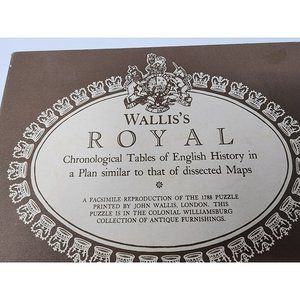 WALLIS'S
ROYAL
Chronological Tables of English History in
a Plan similar to that of dissected Maps
A FACSIMILE REPRODUCTION OF THE 1788 PUZZLE
PRINTED BY JOHN WALLIS, LONDON. THIS
PUZZLE IS IN THE COLONIAL WILLIAMSBURG
COLLECTION OF ANTIQUE FURNISHINGS.